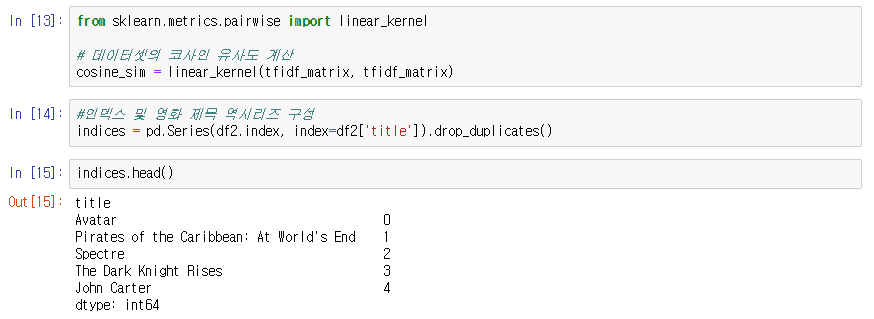 In [13]: from sklearn.metrics.pairwise import linear_kernel
# 데이터셋의 코사인 유사도 계산
cosine_sim = linear_kernel(tfidf_matrix, tfidf_matrix)
In [14]: #인덱스 및 영화 제목 역시리즈 구성
indices = pd.Series(df2.index, index=df2['title']).drop_duplicates()
In [15]: indices.head()
Out[15]: title
Avatar 0
Pirates of the Caribbean: At World's End 1
Spectre 2
The Dark Knight Rises 3
John Carter 4
dtype: int64